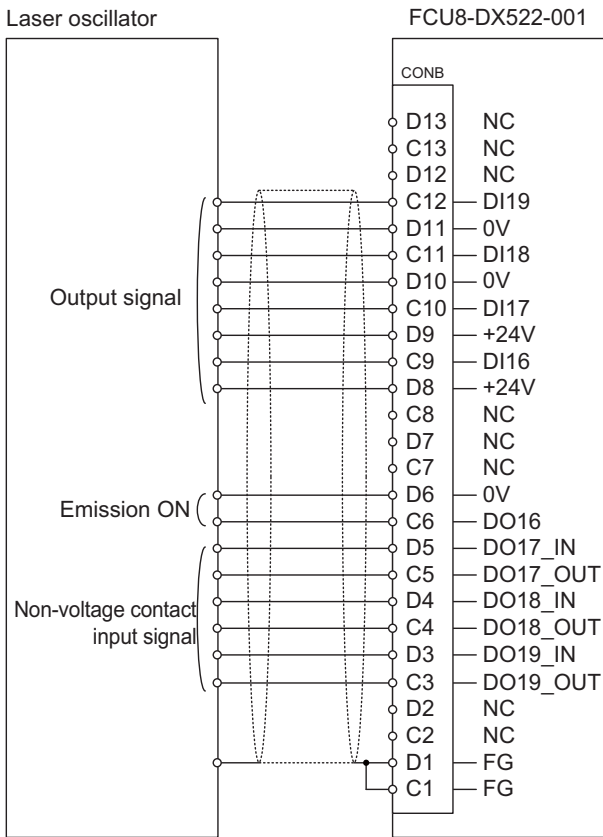 Laser oscillator FCU8-DX522-001
CONB
D13 NC
C13 NC
D12 NC
C12 DI19
D11 0V
C11 DI18
D10 0V
Output signal C10 DI17
D9 +24V
C9 DI16
D8 +24V
C8 NC
D7 NC
C7 NC
D6 0V
Emission ON C6 DO16
D5 DO17_IN
C5 DO17_OUT
Non-voltage contact D4 DO18_IN
input signal C4 DO18_OUT
D3 DO19_IN
C3 DO19_OUT
D2 NC
C2 NC
D1 FG
C1 FG